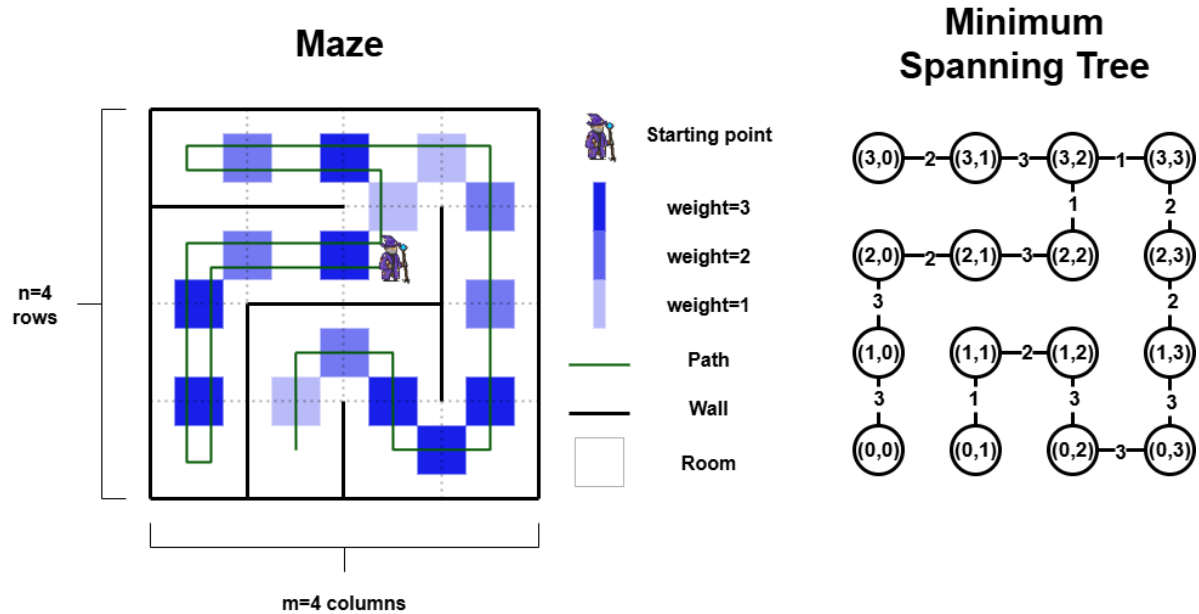 Maze
Minimum
Spanning Tree
Starting point
weight=3
weight=2
weight=1
Path
Wall
Room
n=4
rows
m=4 columns
(3,0) 2 (3,1) 3 (3,2) 1 (3,3)
1 2
(2,0) 2 (2,1) 3 (2,2) (2,3)
3 2
(1,0) (1,1) 2 (1,2) (1,3)
3 1 3 3
(0,0) (0,1) (0,2) 3 (0,3)